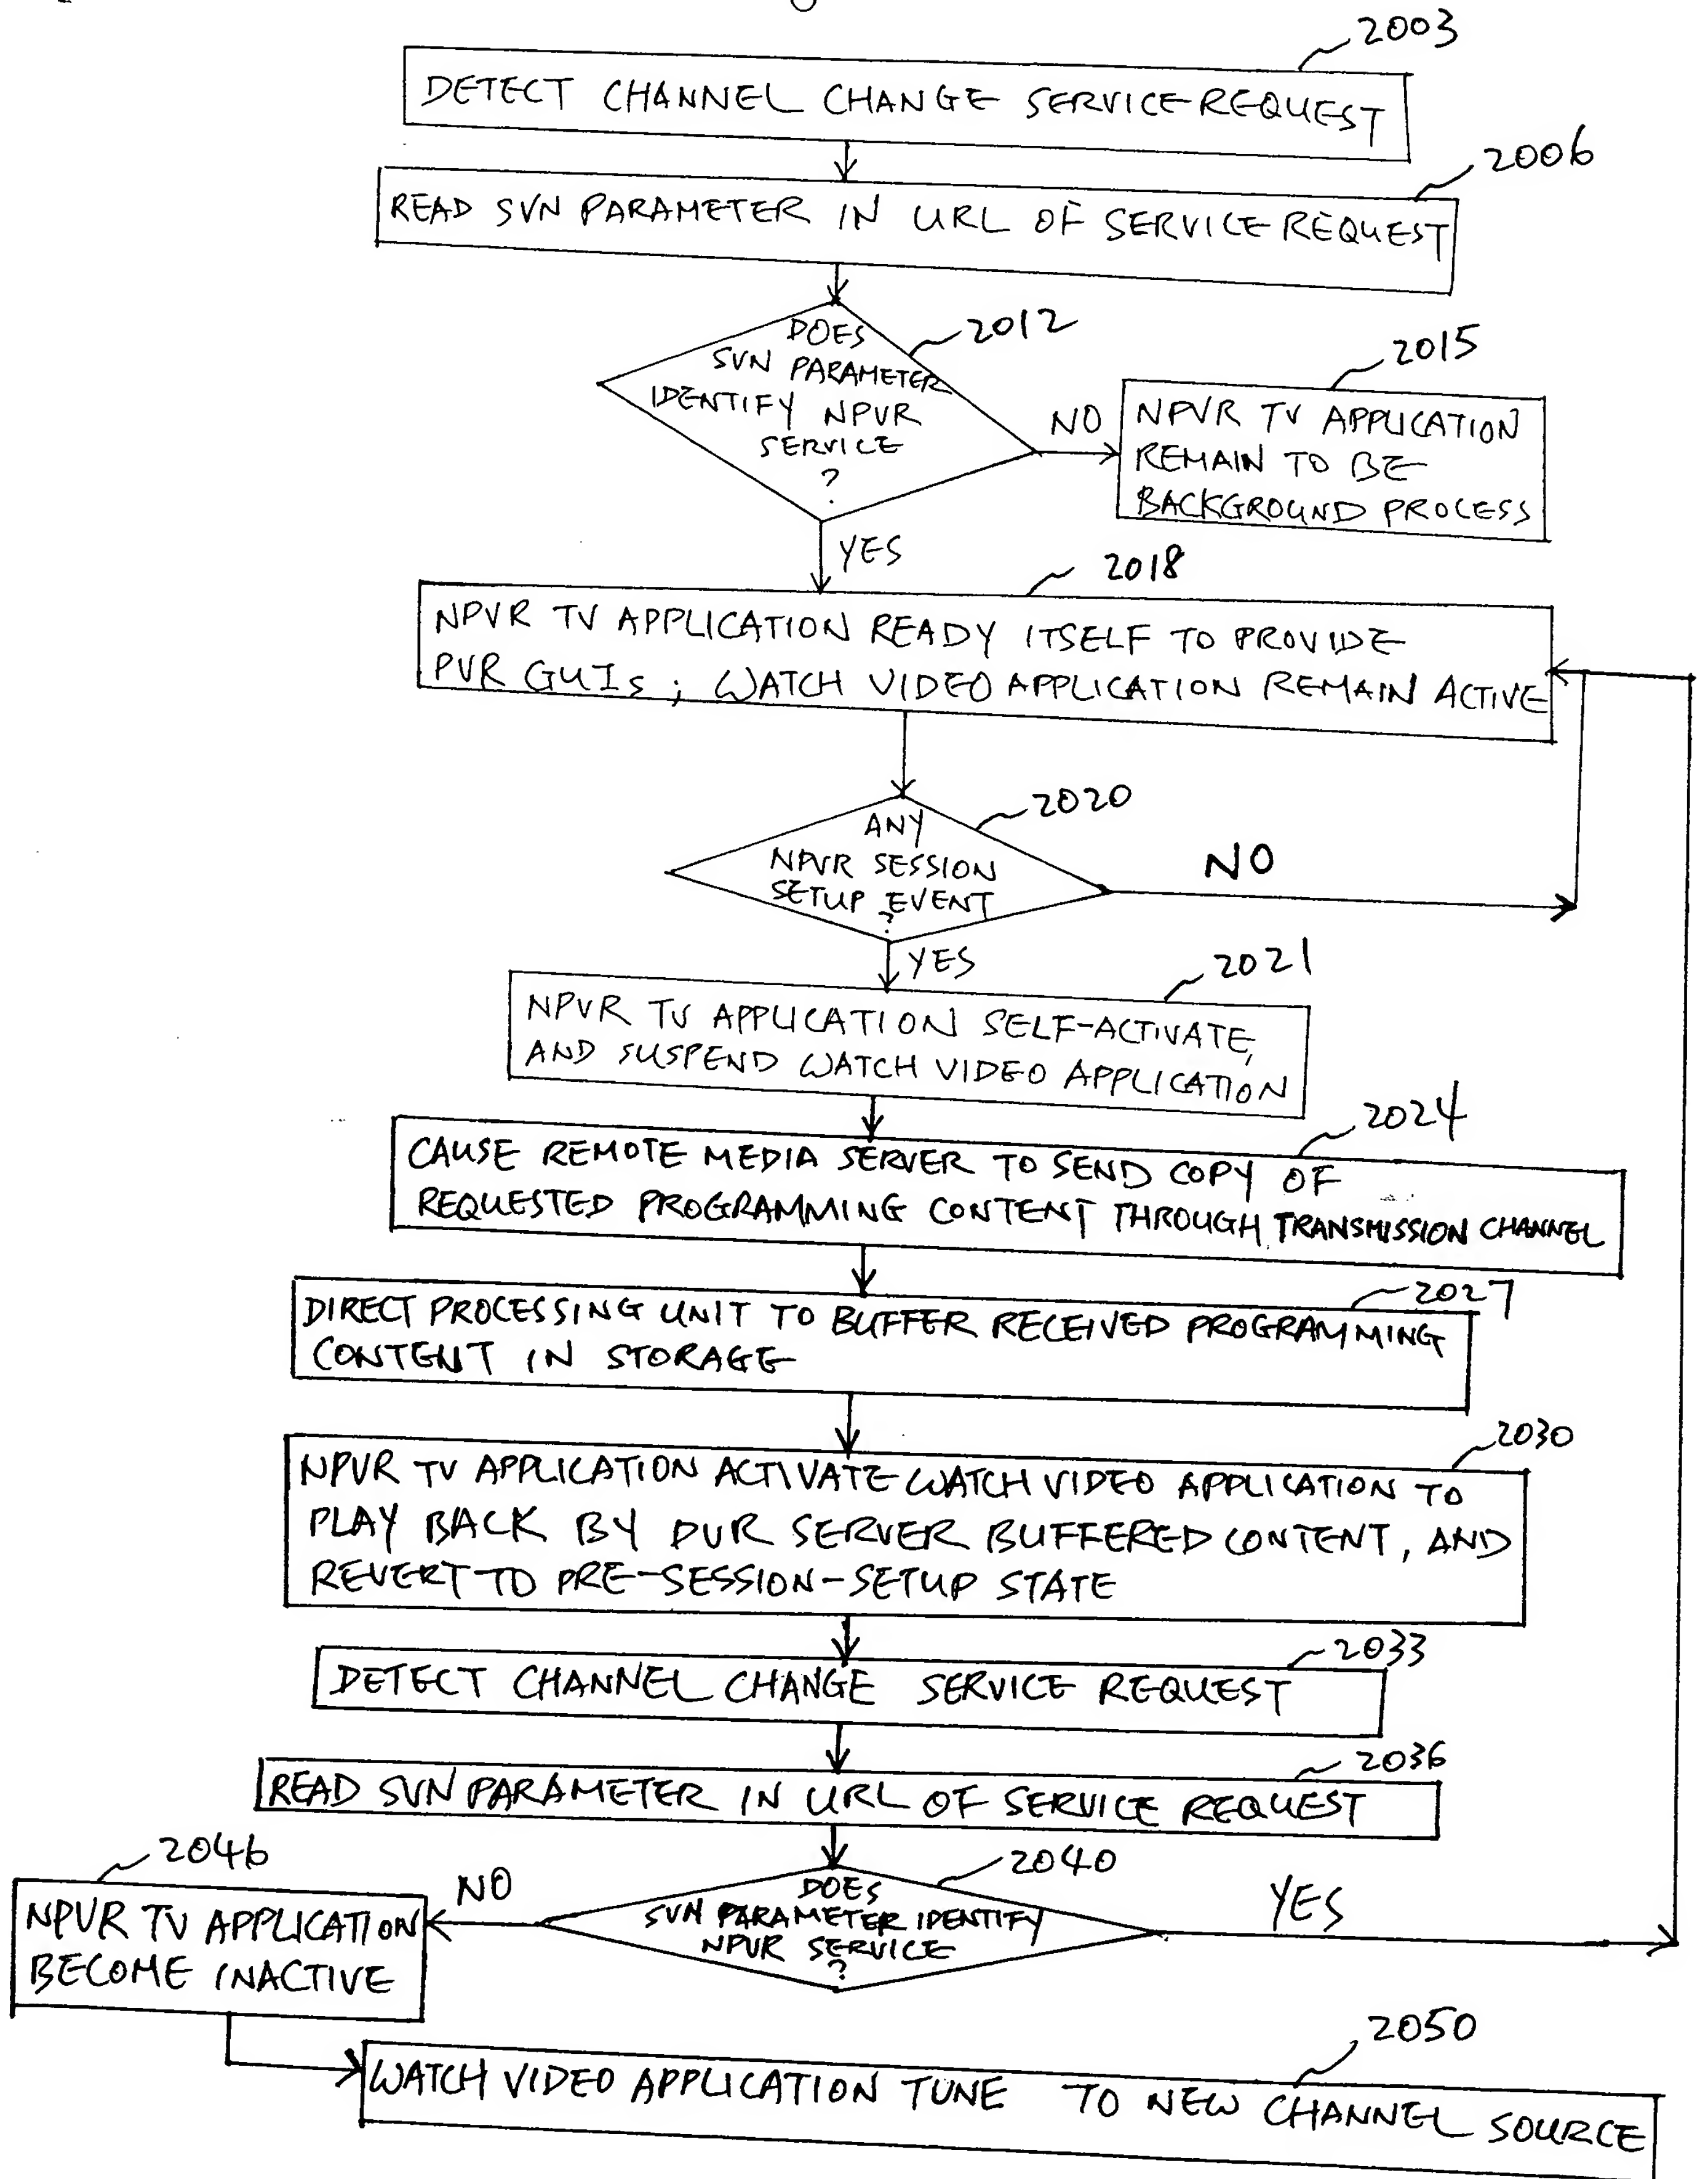 2003
DETECT CHANNEL CHANGE SERVICE REQUEST
2006
READ SVN PARAMETER IN URL OF SERVICE REQUEST
2012
DOES
SVN PARAMETER
IDENTIFY NPVR
SERVICE
?
NO
2015
NPVR TV APPLICATION
REMAIN TO BE
BACKGROUND PROCESS
YES
2018
NPVR TV APPLICATION READY ITSELF TO PROVIDE
PVR GUIs; WATCH VIDEO APPLICATION REMAIN ACTIVE
2020
ANY
NPVR SESSION
SETUP EVENT
?
NO
YES
2021
NPVR TV APPLICATION SELF-ACTIVATE,
AND SUSPEND WATCH VIDEO APPLICATION
2024
CAUSE REMOTE MEDIA SERVER TO SEND COPY OF
REQUESTED PROGRAMMING CONTENT THROUGH TRANSMISSION CHANNEL
2027
DIRECT PROCESSING UNIT TO BUFFER RECEIVED PROGRAMMING
CONTENT IN STORAGE
2030
NPVR TV APPLICATION ACTIVATE WATCH VIDEO APPLICATION TO
PLAY BACK BY DVR SERVER BUFFERED CONTENT, AND
REVERT TO PRE-SESSION-SETUP STATE
2033
DETECT CHANNEL CHANGE SERVICE REQUEST
2036
READ SVN PARAMETER IN URL OF SERVICE REQUEST
2040
DOES
SVN PARAMETER IDENTIFY
NPVR SERVICE
?
YES
NO
2046
NPVR TV APPLICATION
BECOME INACTIVE
2050
WATCH VIDEO APPLICATION TUNE TO NEW CHANNEL SOURCE